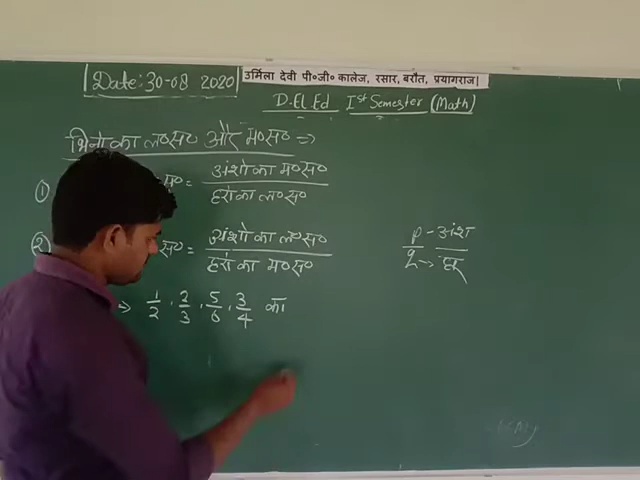 उर्मिला देवी पी०जी० कालेज, रसार, बरौत, प्रयागराज।
Date:30-08 2020
D.El.Ed Ist Semester (Math)
भिन्नो का ल०स० और म०स० ⇒
① स० = अंशो का म०स०
हरो का ल०स०
② स० = अंशो का ल०स०
हरों का म०स०
p - अंश
q → हर
→ 1/2, 2/3, 5/6, 3/4 का